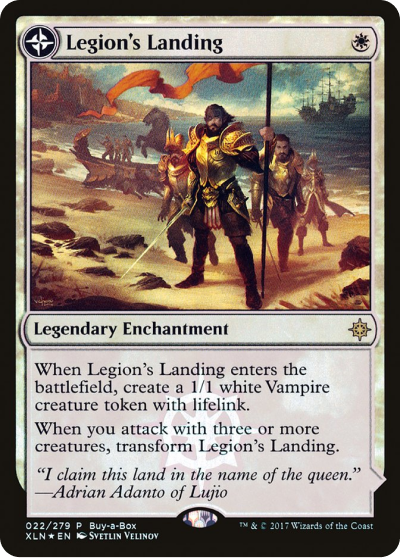 Legion's Landing
Legendary Enchantment
When Legion's Landing enters the
battlefield, create a 1/1 white Vampire
creature token with lifelink.
When you attack with three or more
creatures, transform Legion's Landing.
"I claim this land in the name of the queen."
—Adrian Adanto of Lujio
022/279 P Buy-a-Box
XLN★EN Svetlin Velinov
™ & © 2017 Wizards of the Coast